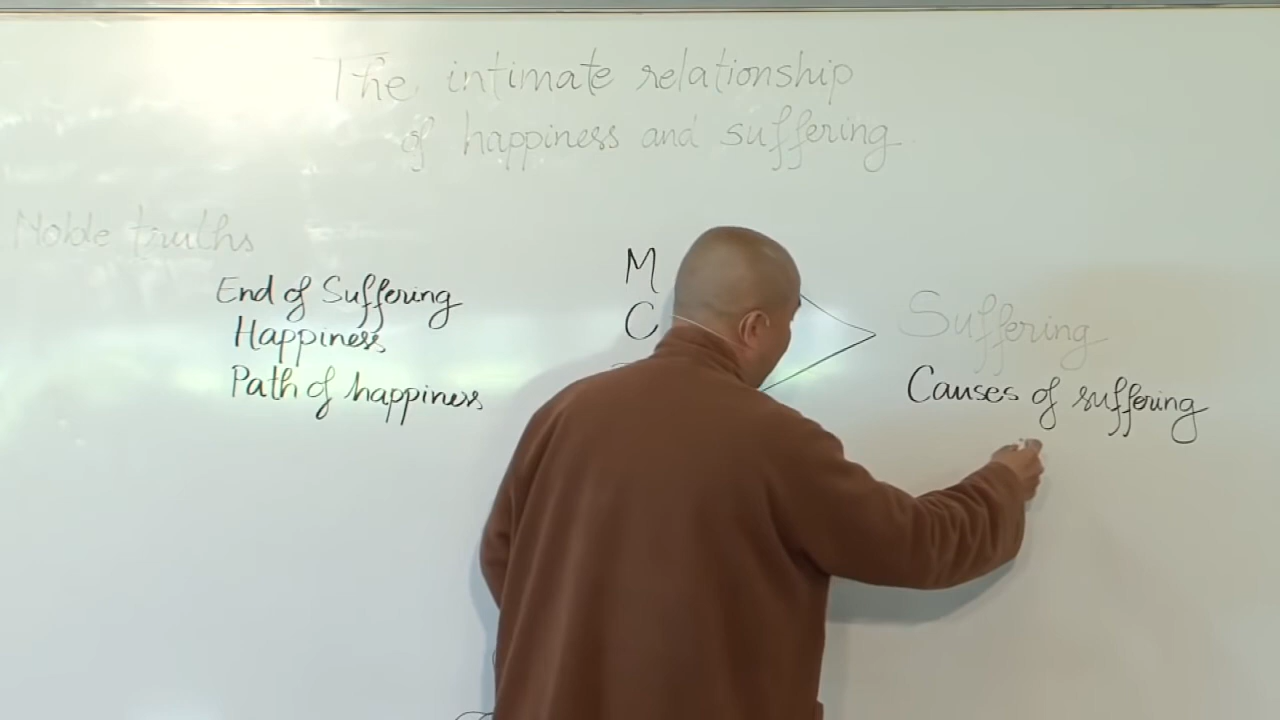 The intimate relationship
of happiness and suffering.
Noble truths
End of Suffering
Happiness
Path of happiness
M
C
Suffering
Causes of suffering